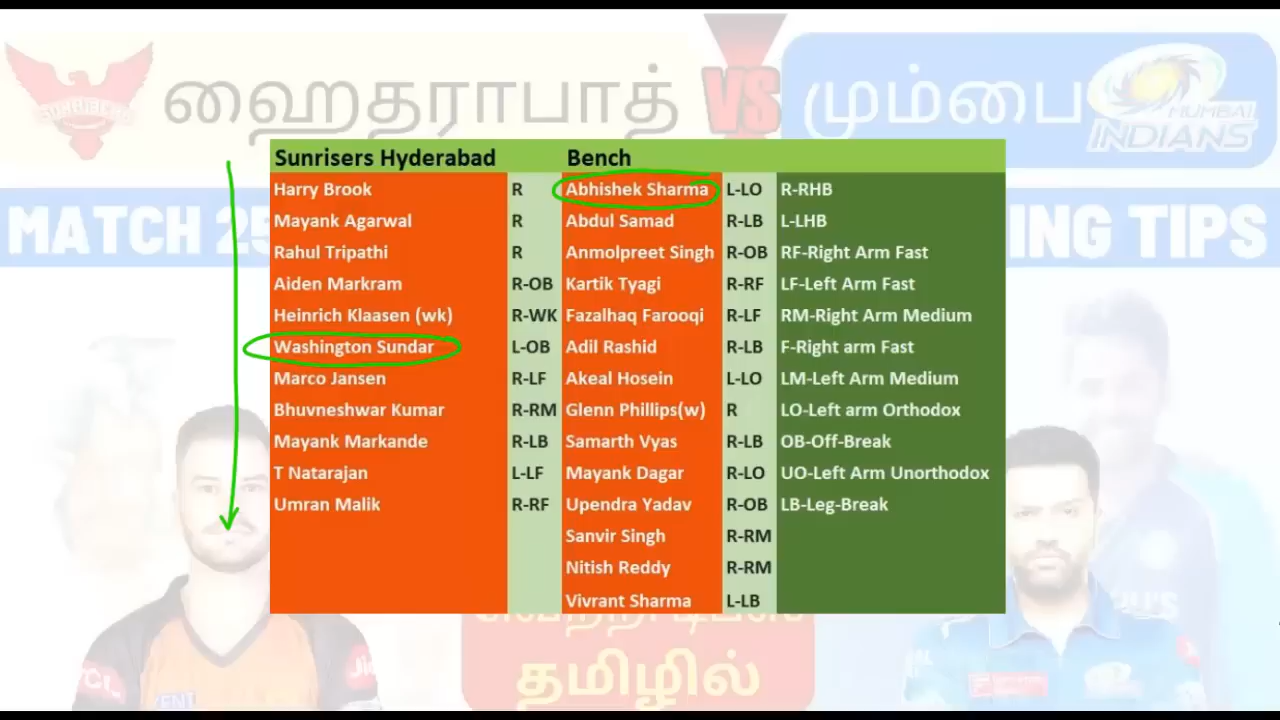 ஹைதராபாத் VS மும்பை
SUNRISERS
MUMBAI
INDIANS
MATCH 25
ING TIPS
Sunrisers Hyderabad Bench
Harry Brook R Abhishek Sharma L-LO R-RHB
Mayank Agarwal R Abdul Samad R-LB L-LHB
Rahul Tripathi R Anmolpreet Singh R-OB RF-Right Arm Fast
Aiden Markram R-OB Kartik Tyagi R-RF LF-Left Arm Fast
Heinrich Klaasen (wk) R-WK Fazalhaq Farooqi R-LF RM-Right Arm Medium
Washington Sundar L-OB Adil Rashid R-LB F-Right arm Fast
Marco Jansen R-LF Akeal Hosein L-LO LM-Left Arm Medium
Bhuvneshwar Kumar R-RM Glenn Phillips(w) R LO-Left arm Orthodox
Mayank Markande R-LB Samarth Vyas R-LB OB-Off-Break
T Natarajan L-LF Mayank Dagar R-LO UO-Left Arm Unorthodox
Umran Malik R-RF Upendra Yadav R-OB LB-Leg-Break
Sanvir Singh R-RM
Nitish Reddy R-RM
Vivrant Sharma L-LB
தமிழில்